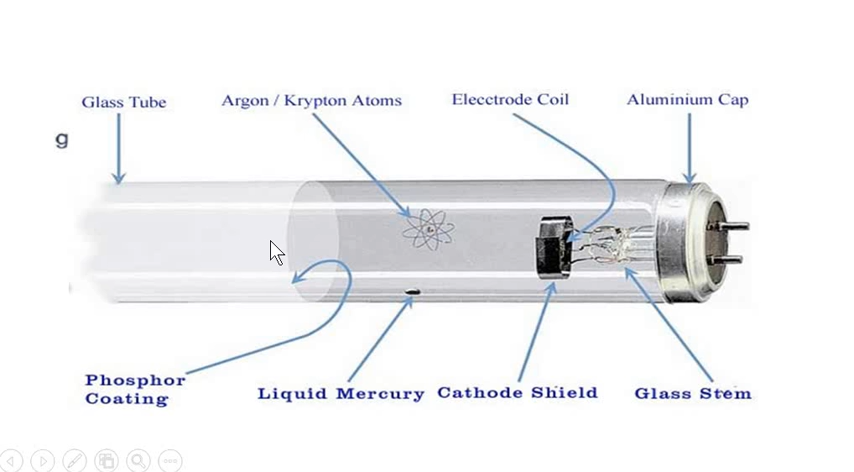 Glass Tube
Argon / Krypton Atoms
Elecctrode Coil
Aluminium Cap
g
Phosphor
Coating
Liquid Mercury
Cathode Shield
Glass Stem